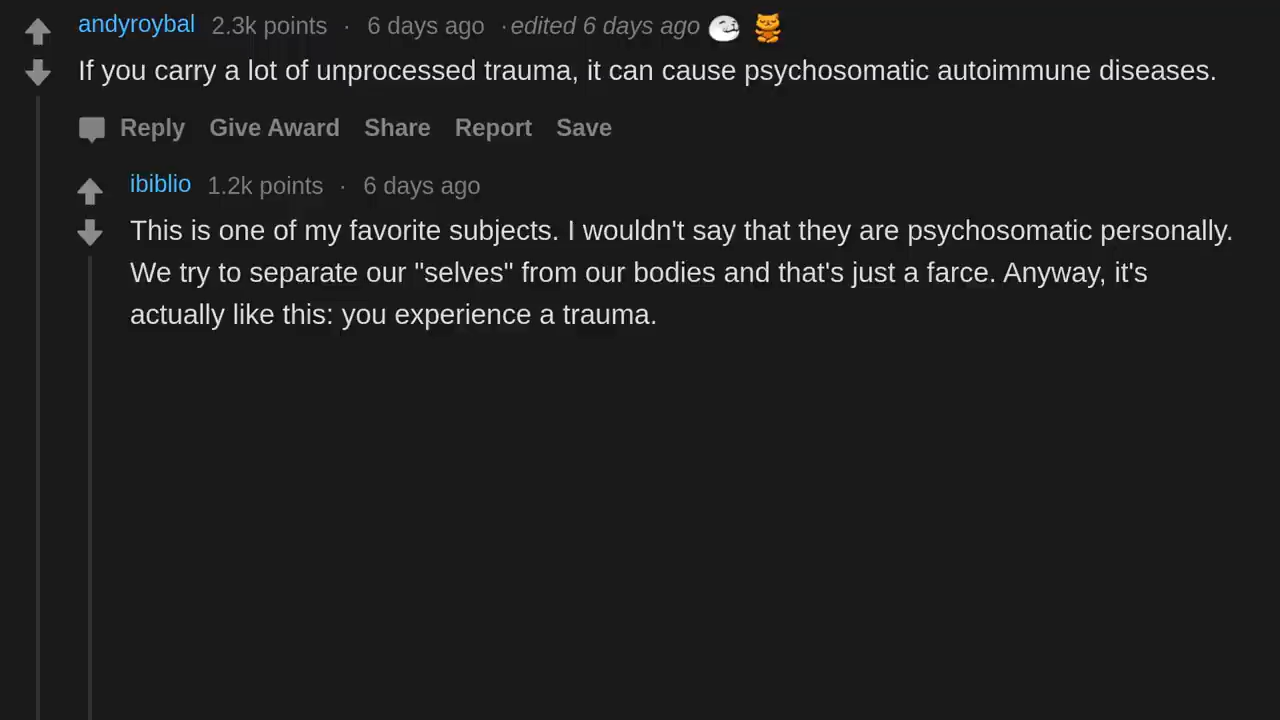 andyroybal 2.3k points · 6 days ago · edited 6 days ago
If you carry a lot of unprocessed trauma, it can cause psychosomatic autoimmune diseases.
Reply Give Award Share Report Save
ibiblio 1.2k points · 6 days ago
This is one of my favorite subjects. I wouldn't say that they are psychosomatic personally.
We try to separate our "selves" from our bodies and that's just a farce. Anyway, it's
actually like this: you experience a trauma.